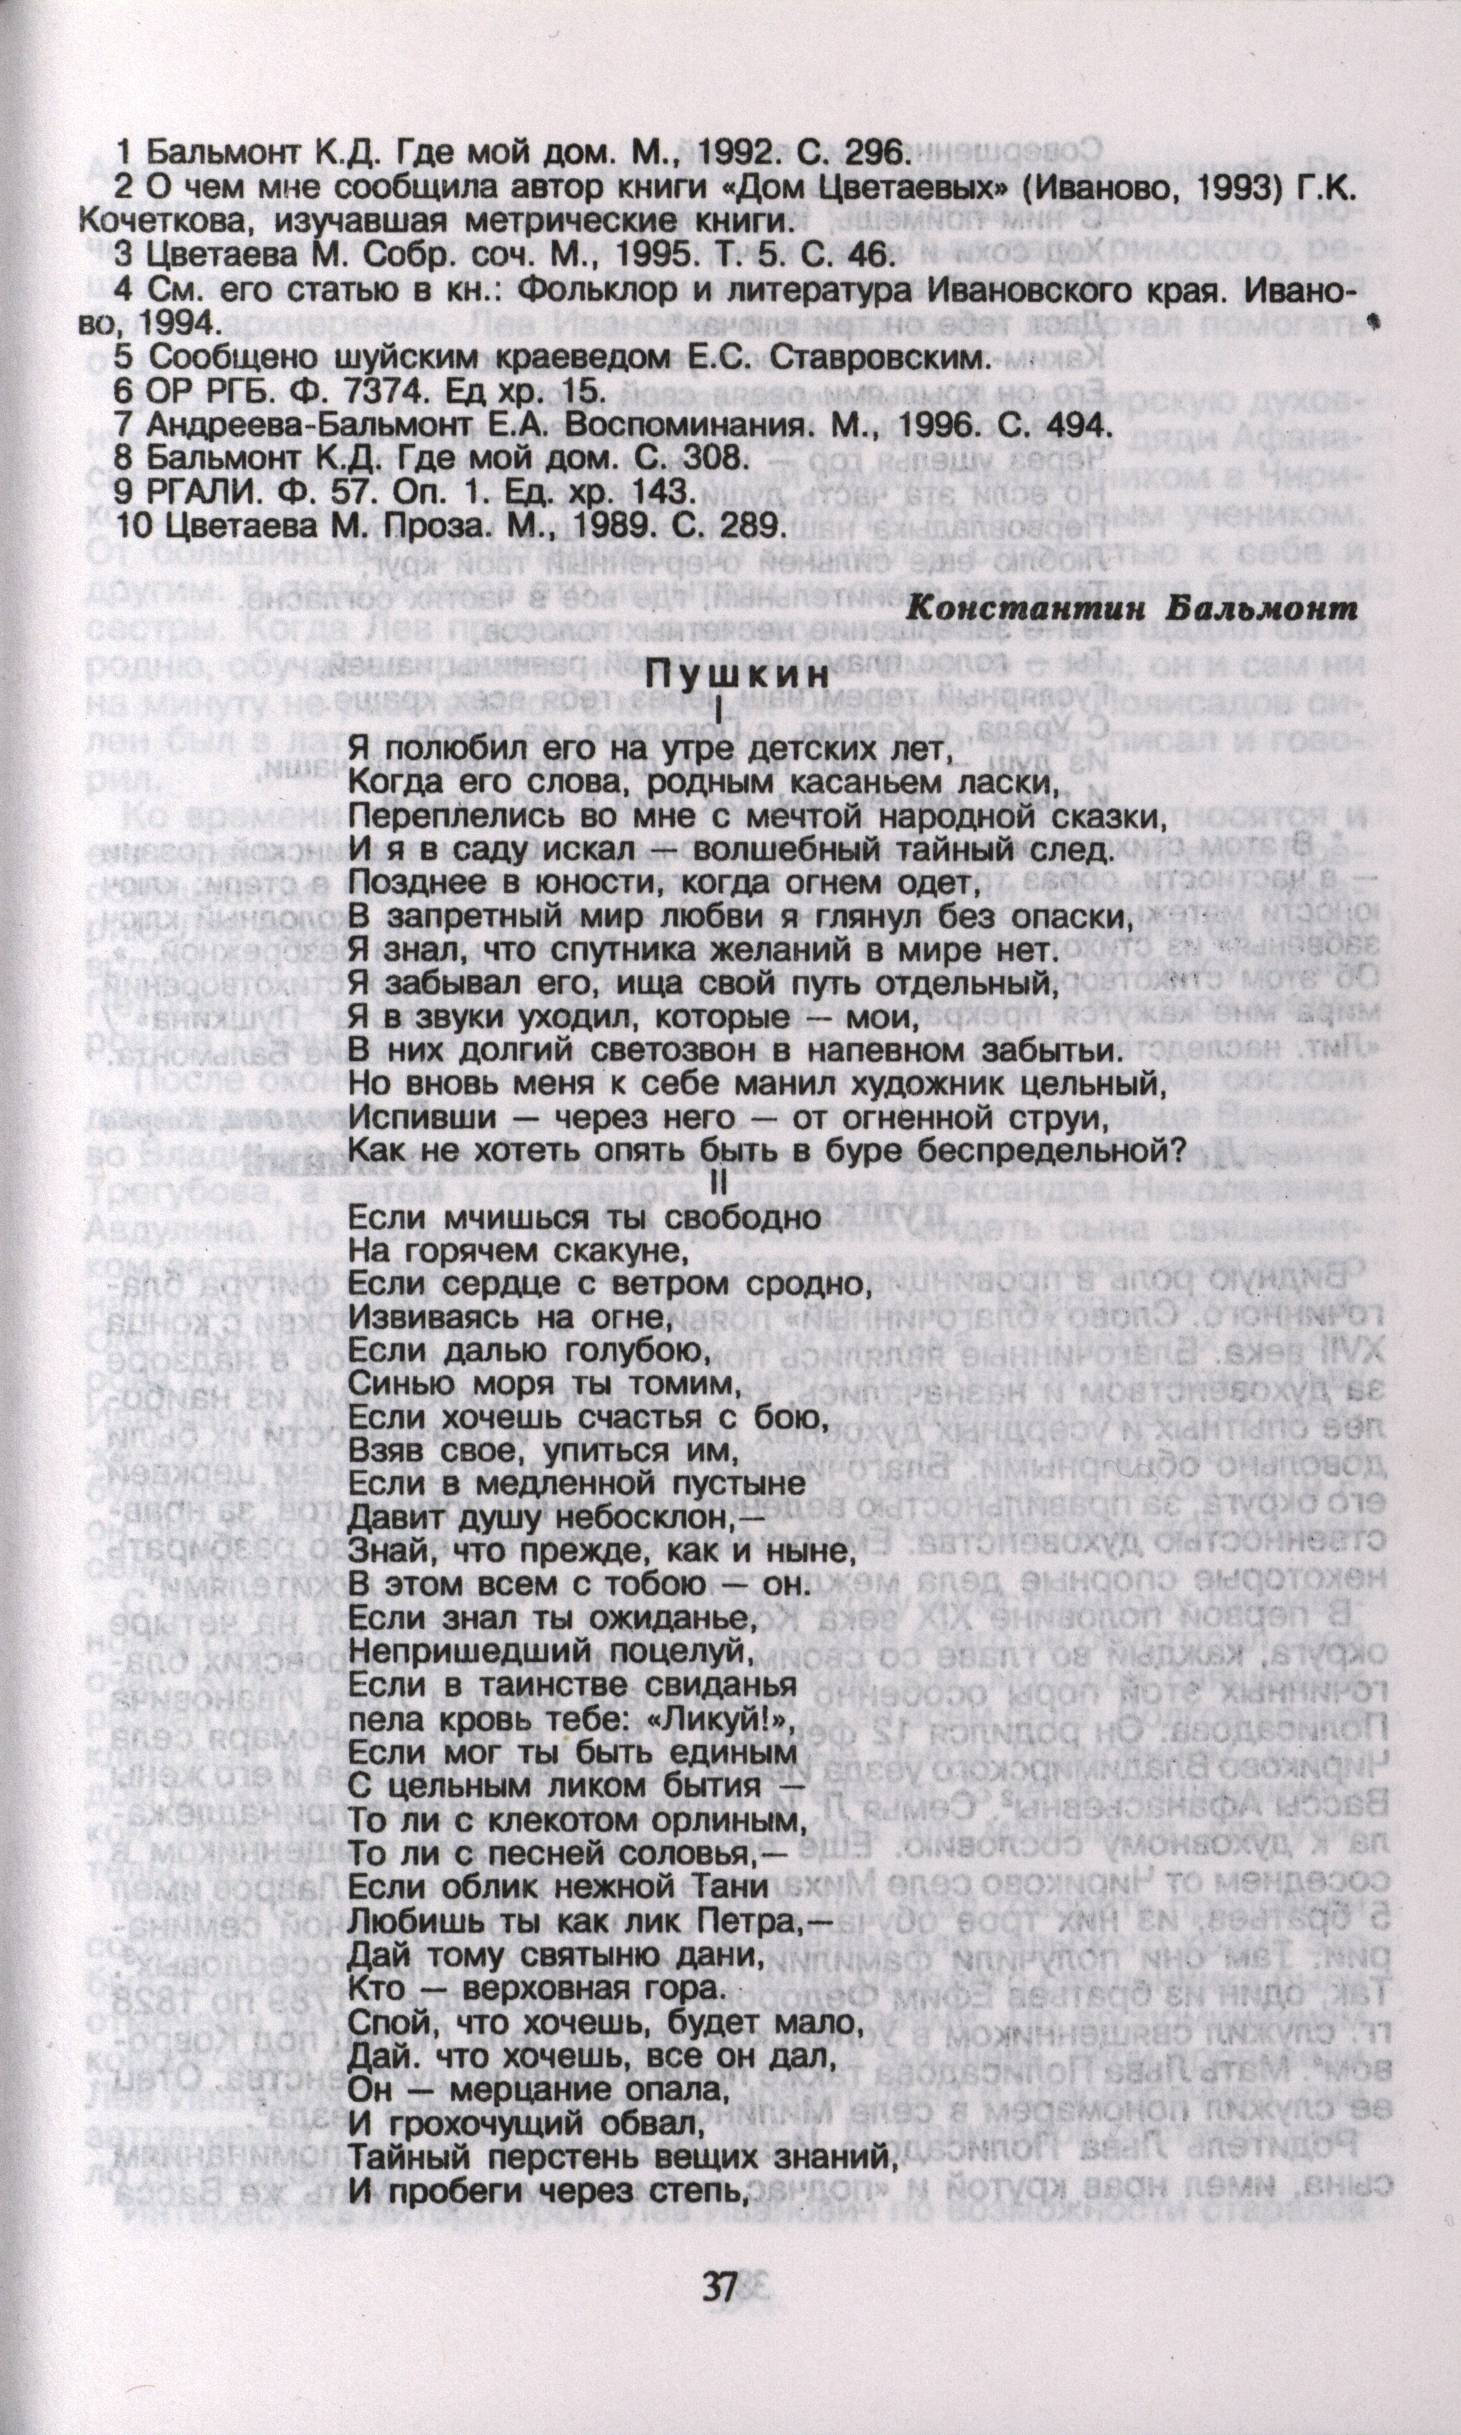 1 Бальмонт К.Д. Где мой дом. М., 1992. С. 296.
2 О чем мне сообщила автор книги «Дом Цветаевых» (Иваново, 1993) Г.К.
Кочеткова, изучавшая метрические книги.
3 Цветаева М. Собр. соч. М., 1995. Т. 5. С. 46.
4 См. его статью в кн.: Фольклор и литература Ивановского края. Ивано-
во, 1994.
5 Сообщено шуйским краеведом Е.С. Ставровским.
6 ОР РГБ. Ф. 7374. Ед хр. 15.
7 Андреева-Бальмонт Е.А. Воспоминания. М., 1996. С. 494.
8 Бальмонт К.Д. Где мой дом. С. 308.
9 РГАЛИ. Ф. 57. Оп. 1. Ед. хр. 143.
10 Цветаева М. Проза. М., 1989. С. 289.
Константин Бальмонт
Пушкин
I
Я полюбил его на утре детских лет,
Когда его слова, родным касаньем ласки,
Переплелись во мне с мечтой народной сказки,
И я в саду искал — волшебный тайный след.
Позднее в юности, когда огнем одет,
В запретный мир любви я глянул без опаски,
Я знал, что спутника желаний в мире нет.
Я забывал его, ища свой путь отдельный,
Я в звуки уходил, которые — мои,
В них долгий светозвон в напевном забытьи.
Но вновь меня к себе манил художник цельный,
Испивши — через него — от огненной струи,
Как не хотеть опять быть в буре беспредельной?
II
Если мчишься ты свободно
На горячем скакуне,
Если сердце с ветром сродно,
Извиваясь на огне,
Если далью голубою,
Синью моря ты томим,
Если хочешь счастья с бою,
Взяв свое, упиться им,
Если в медленной пустыне
Давит душу небосклон,—
Знай, что прежде, как и ныне,
В этом всем с тобою — он.
Если знал ты ожиданье,
Непришедший поцелуй,
Если в таинстве свиданья
пела кровь тебе: «Ликуй!»,
Если мог ты быть единым
С цельным ликом бытия —
То ли с клекотом орлиным,
То ли с песней соловья,—
Если облик нежной Тани
Любишь ты как лик Петра,—
Дай тому святыню дани,
Кто — верховная гора.
Спой, что хочешь, будет мало,
Дай. что хочешь, все он дал,
Он — мерцание опала,
И грохочущий обвал,
Тайный перстень вещих знаний,
И пробеги через степь,
37